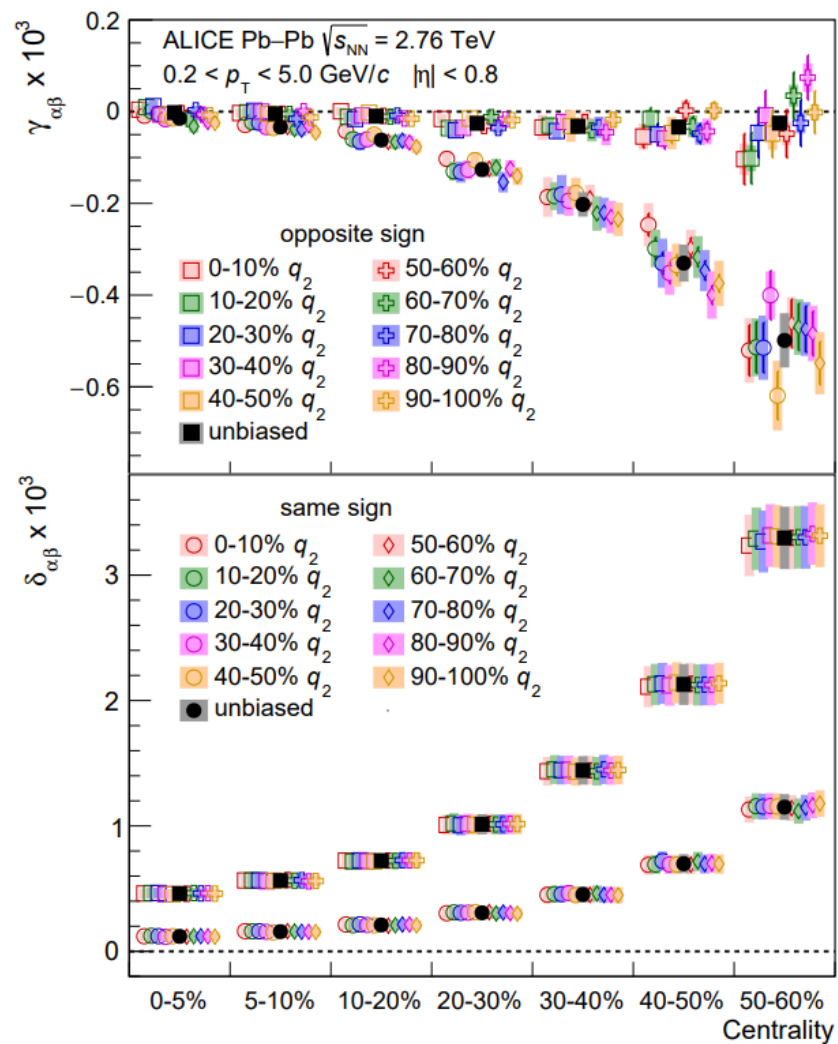 γαβ x 10³
0.2
0
−0.2
−0.4
−0.6
ALICE Pb–Pb √sNN = 2.76 TeV
0.2 < pT < 5.0 GeV/c |η| < 0.8
opposite sign
0-10% q2 50-60% q2
10-20% q2 60-70% q2
20-30% q2 70-80% q2
30-40% q2 80-90% q2
40-50% q2 90-100% q2
unbiased
δαβ x 10³
3
2
1
0
same sign
0-10% q2 50-60% q2
10-20% q2 60-70% q2
20-30% q2 70-80% q2
30-40% q2 80-90% q2
40-50% q2 90-100% q2
unbiased
0-5% 5-10% 10-20% 20-30% 30-40% 40-50% 50-60%
Centrality